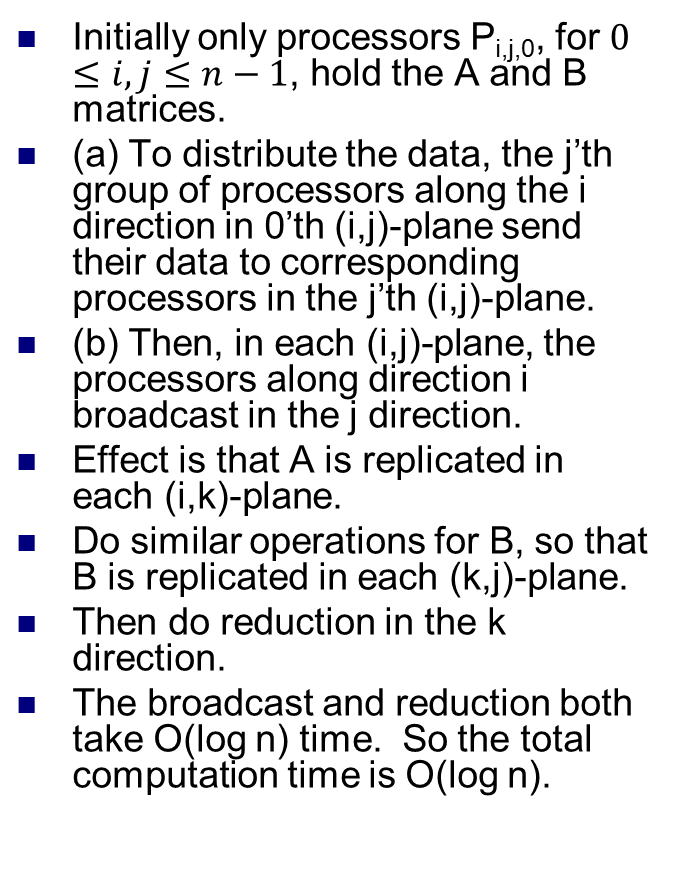 Initially only processors Pi,j,0, for 0
≤ i, j ≤ n − 1, hold the A and B
matrices.
(a) To distribute the data, the j’th
group of processors along the i
direction in 0’th (i,j)-plane send
their data to corresponding
processors in the j’th (i,j)-plane.
(b) Then, in each (i,j)-plane, the
processors along direction i
broadcast in the j direction.
Effect is that A is replicated in
each (i,k)-plane.
Do similar operations for B, so that
B is replicated in each (k,j)-plane.
Then do reduction in the k
direction.
The broadcast and reduction both
take O(log n) time.  So the total
computation time is O(log n).